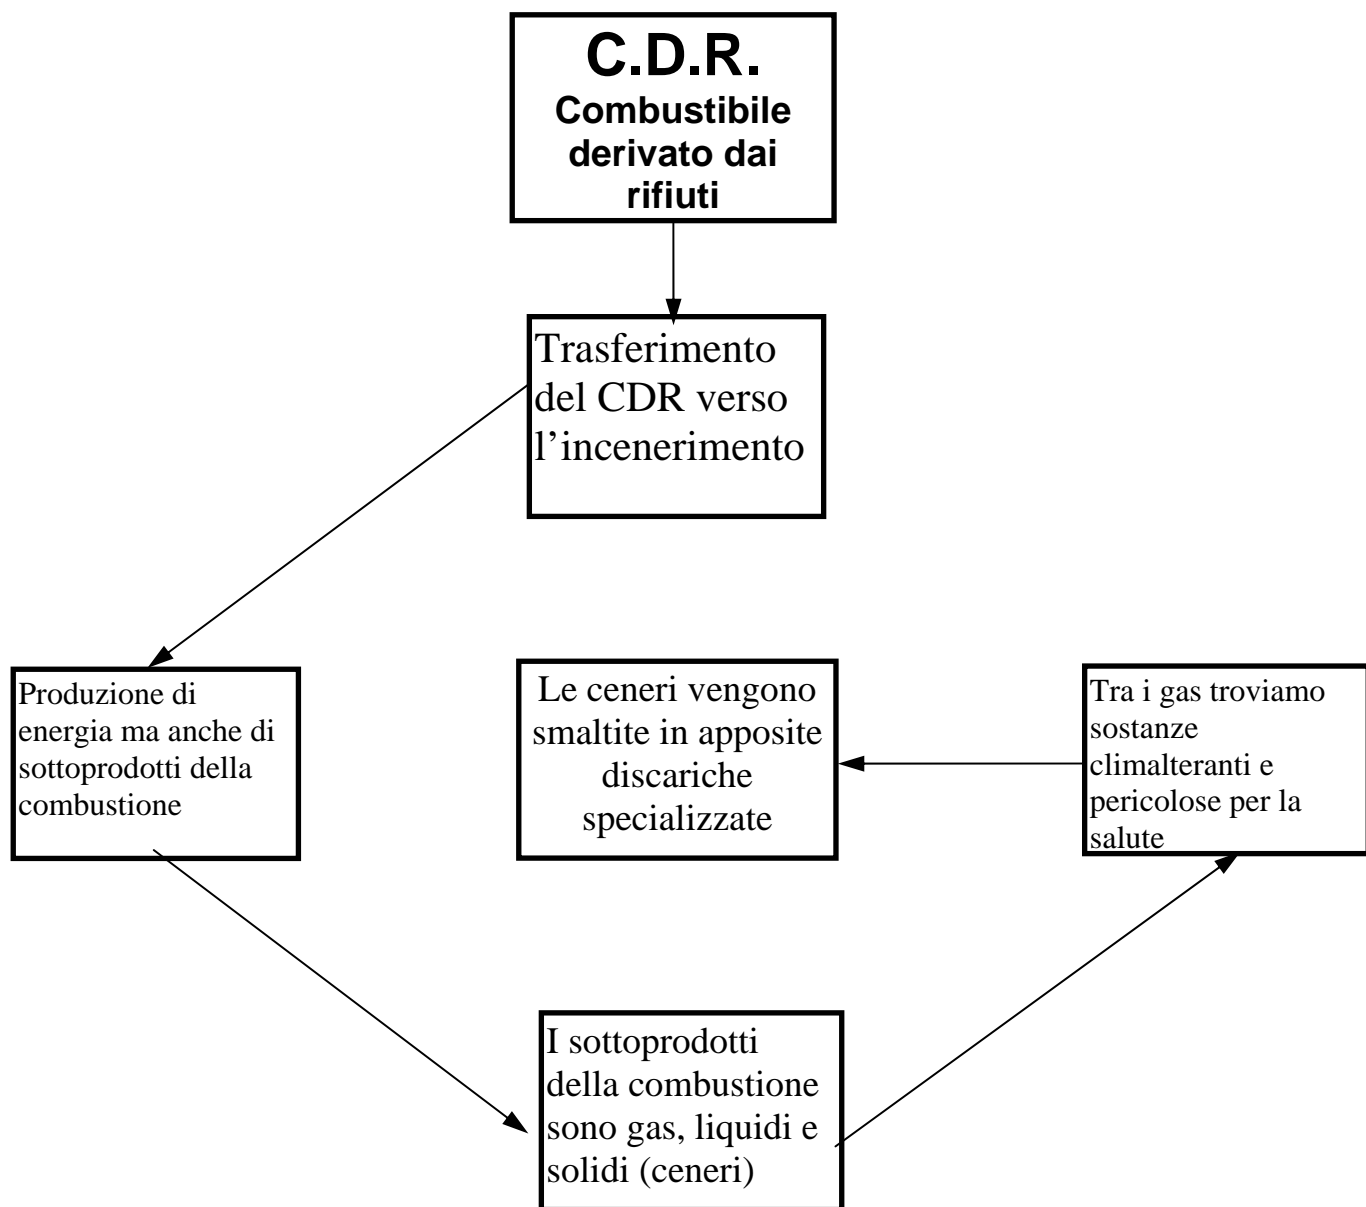 C.D.R.
Combustibile
derivato dai
rifiuti
Trasferimento
del CDR verso
l’incenerimento
Produzione di
energia ma anche di
sottoprodotti della
combustione
I sottoprodotti
della combustione
sono gas, liquidi e
solidi (ceneri)
Tra i gas troviamo
sostanze
climalteranti e
pericolose per la
salute
Le ceneri vengono
smaltite in apposite
discariche
specializzate